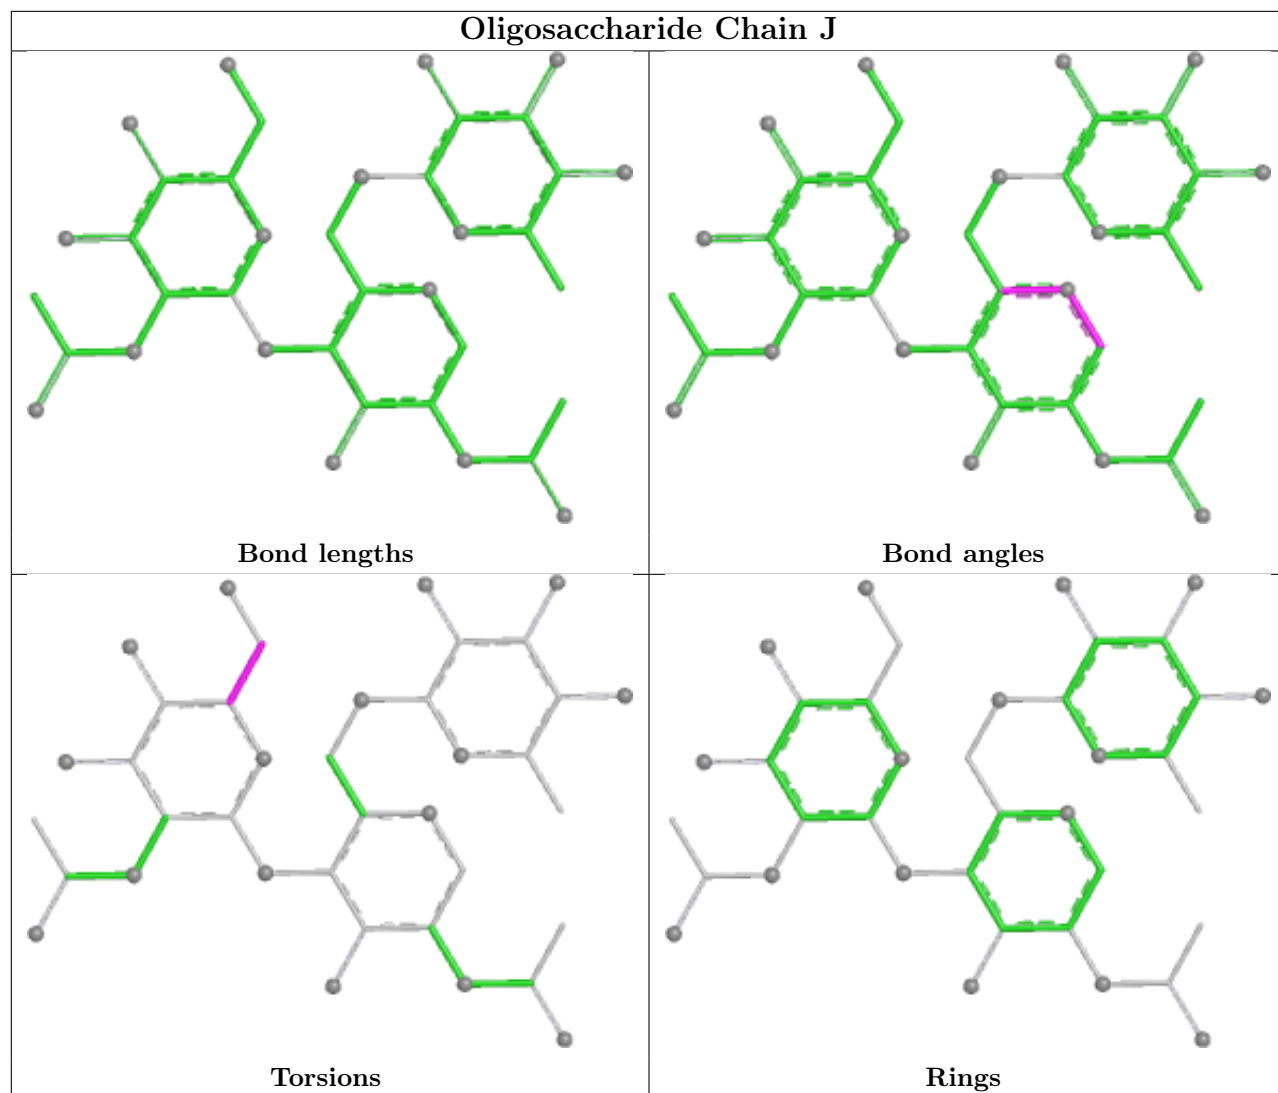 Oligosaccharide Chain J
Bond lengths
Bond angles
Torsions
Rings